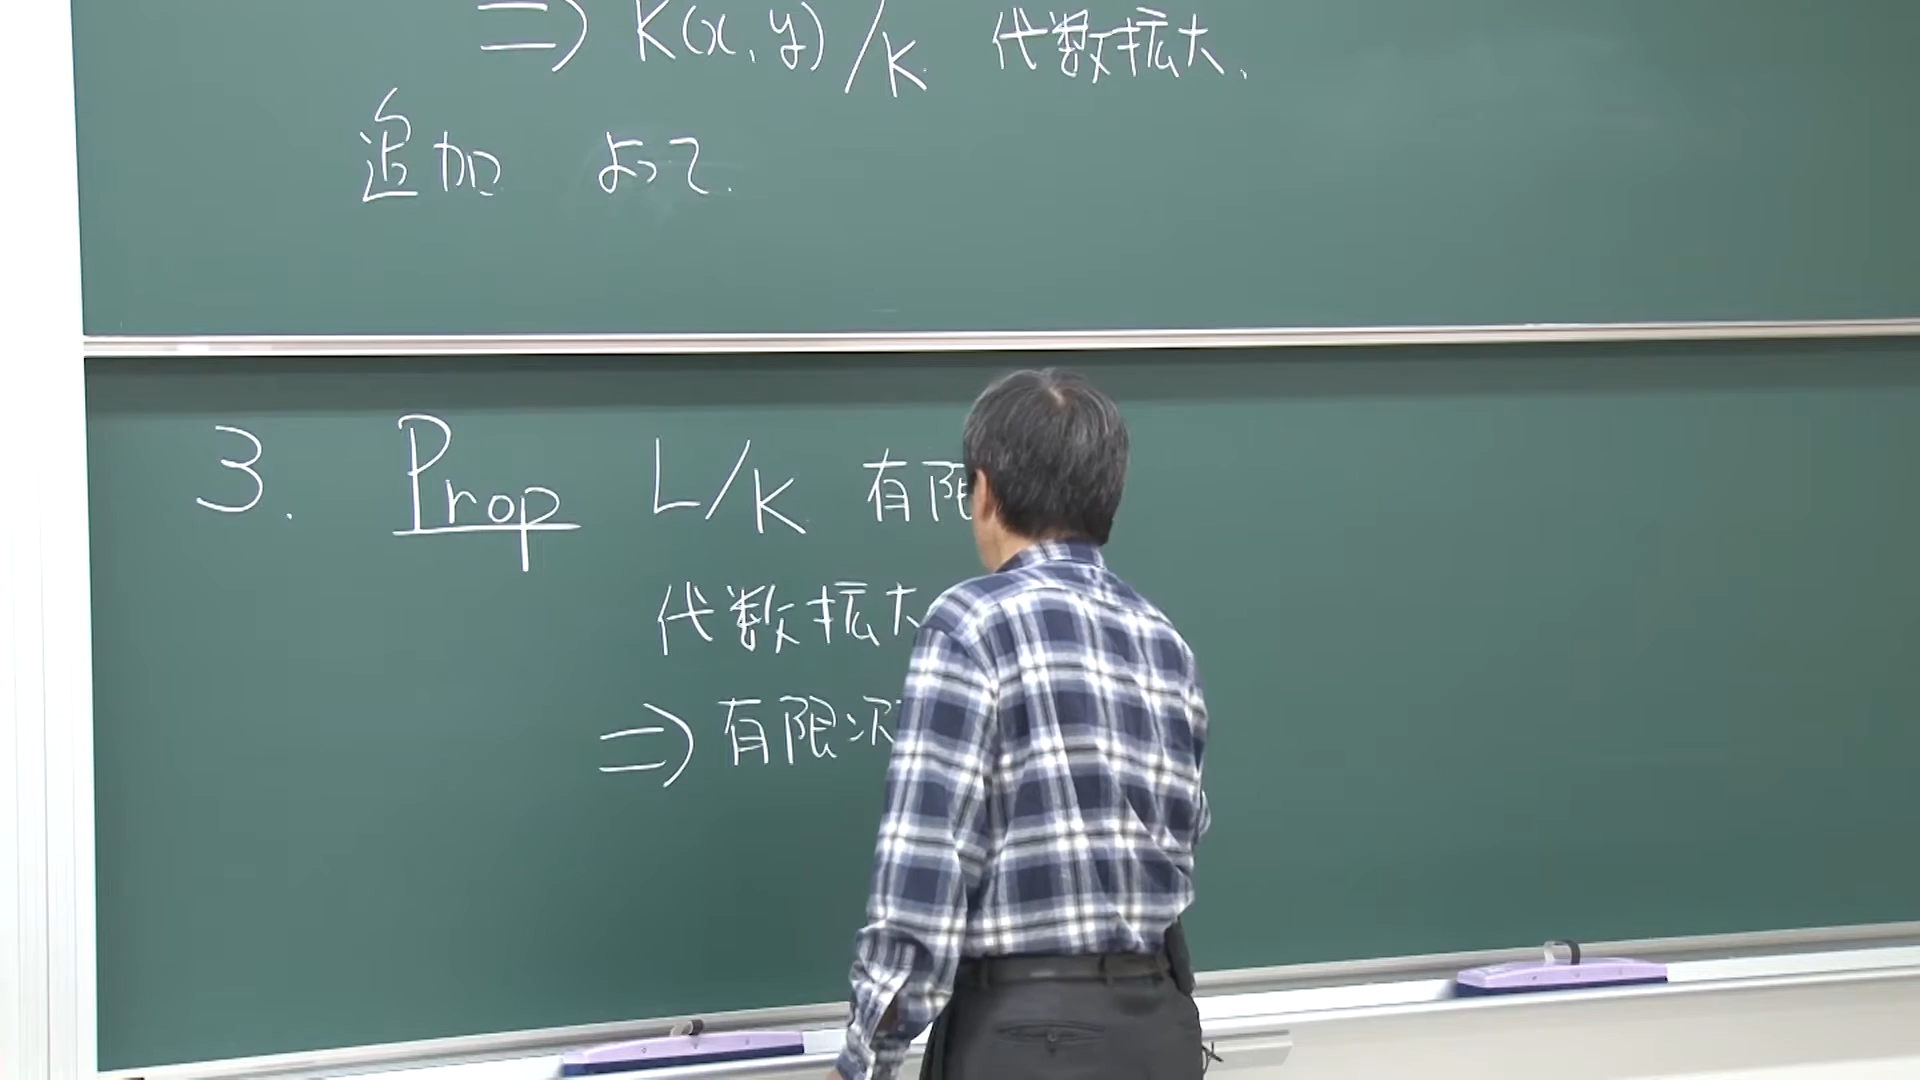 ⇒ K(x,y)/K 代数拡大.
追加 よって.
3. Prop L/K 有限
代数拡大
⇒ 有限次